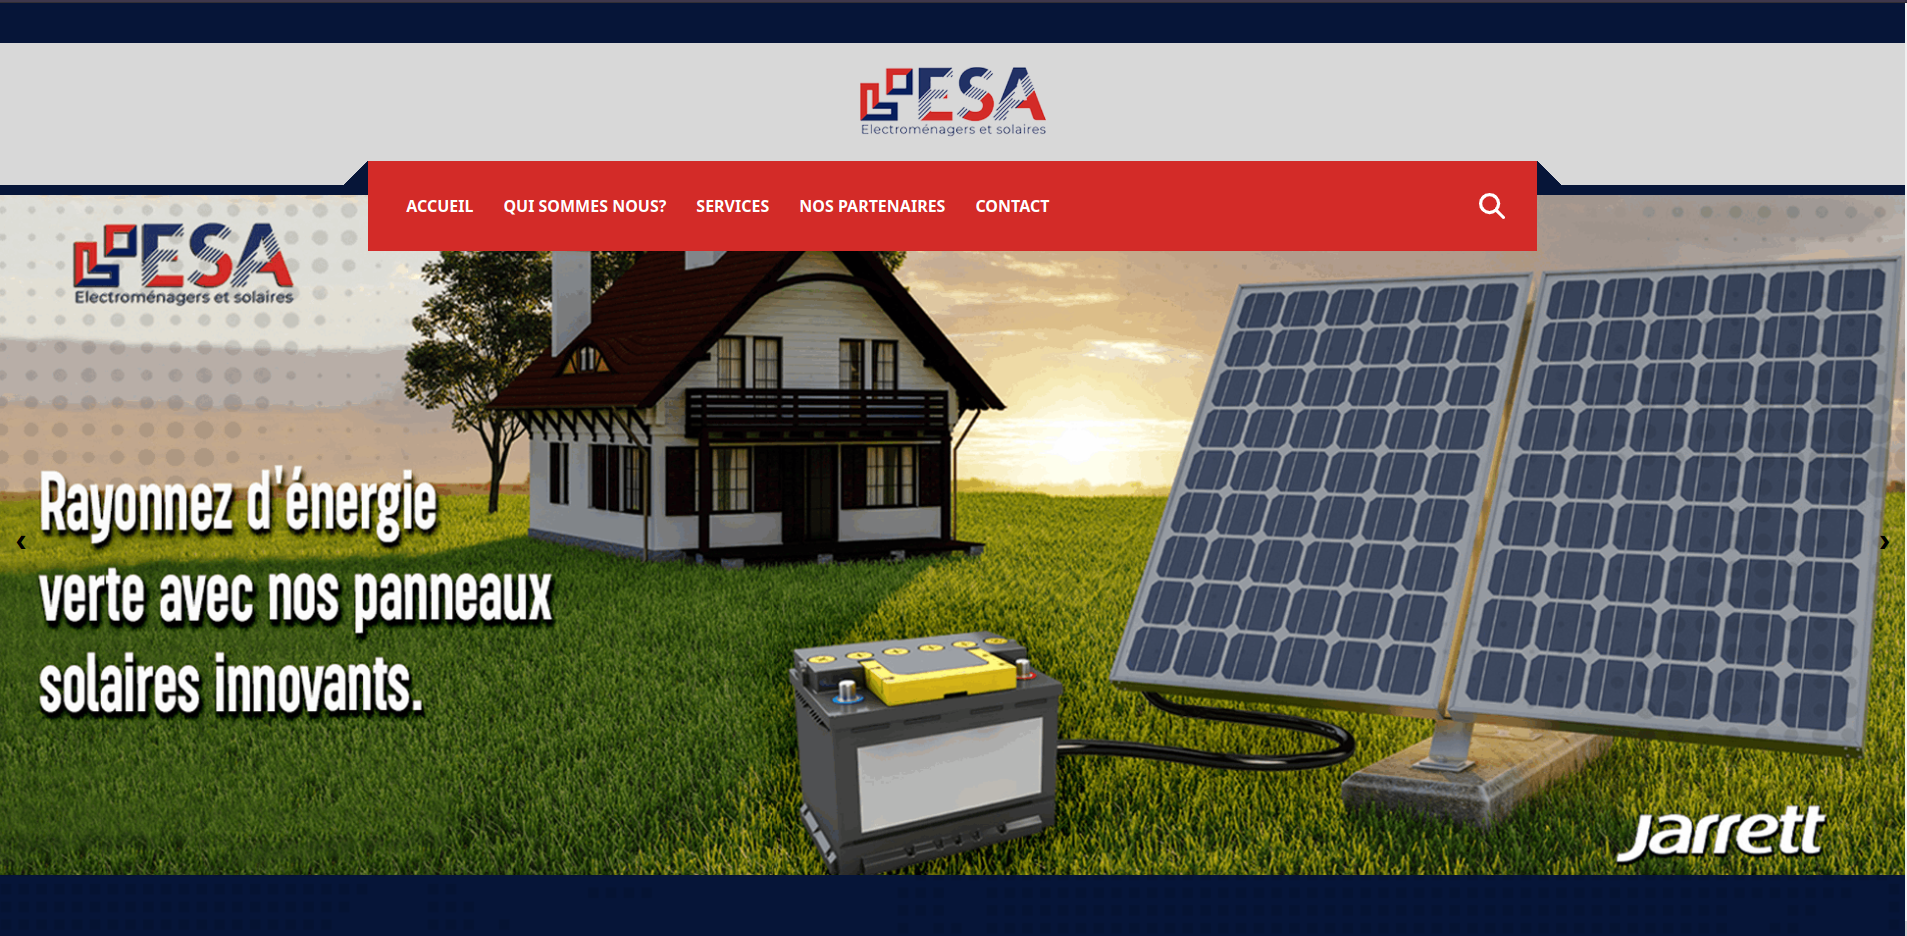 ESA
Electroménagers et solaires
ACCUEIL QUI SOMMES NOUS? SERVICES NOS PARTENAIRES CONTACT
ESA
Electroménagers et solaires
Rayonnez d'énergie
verte avec nos panneaux
solaires innovants.
‹ ›
Jarrett